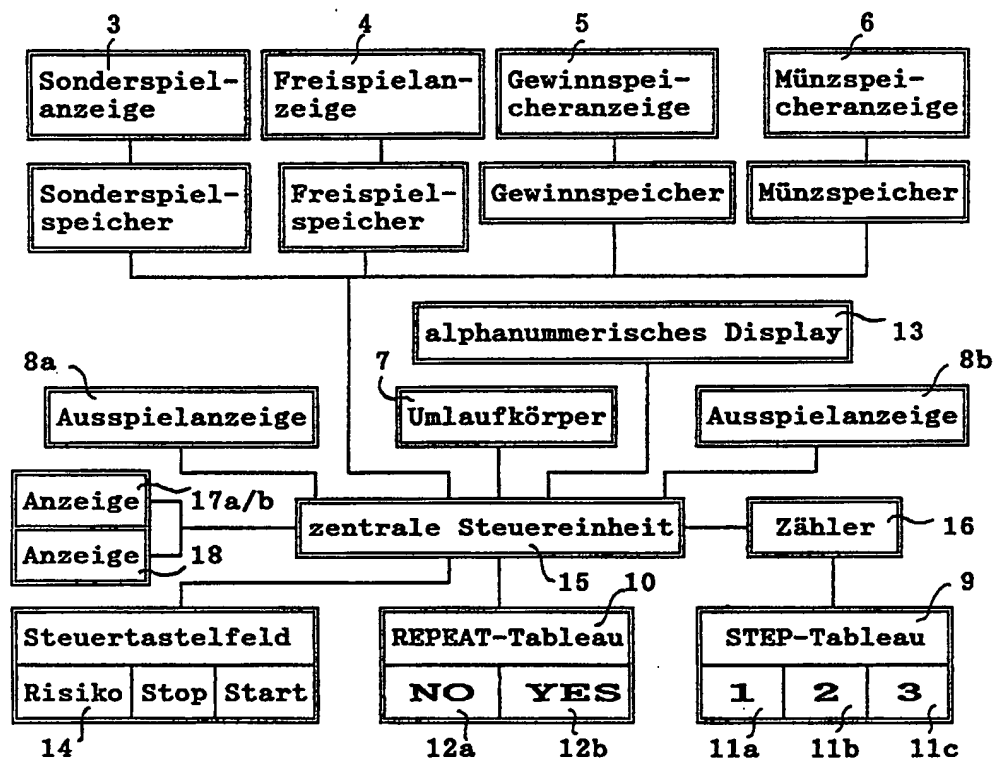 3 4 5 6
Sonderspiel-
anzeige
Freispielan-
zeige
Gewinnspei-
cheranzeige
Münzspei-
cheranzeige
Sonderspiel-
speicher
Freispiel-
speicher
Gewinnspeicher
Münzspeicher
alphanummerisches Display
13
8a
7
8b
Ausspielanzeige
Umlaufkörper
Ausspielanzeige
Anzeige
17a/b
zentrale Steuereinheit
Zähler
16
Anzeige
18
15
10
9
Steuertastelfeld
REPEAT-Tableau
STEP-Tableau
Risiko Stop Start
NO YES
1 2 3
14
12a
12b
11a
11b
11c